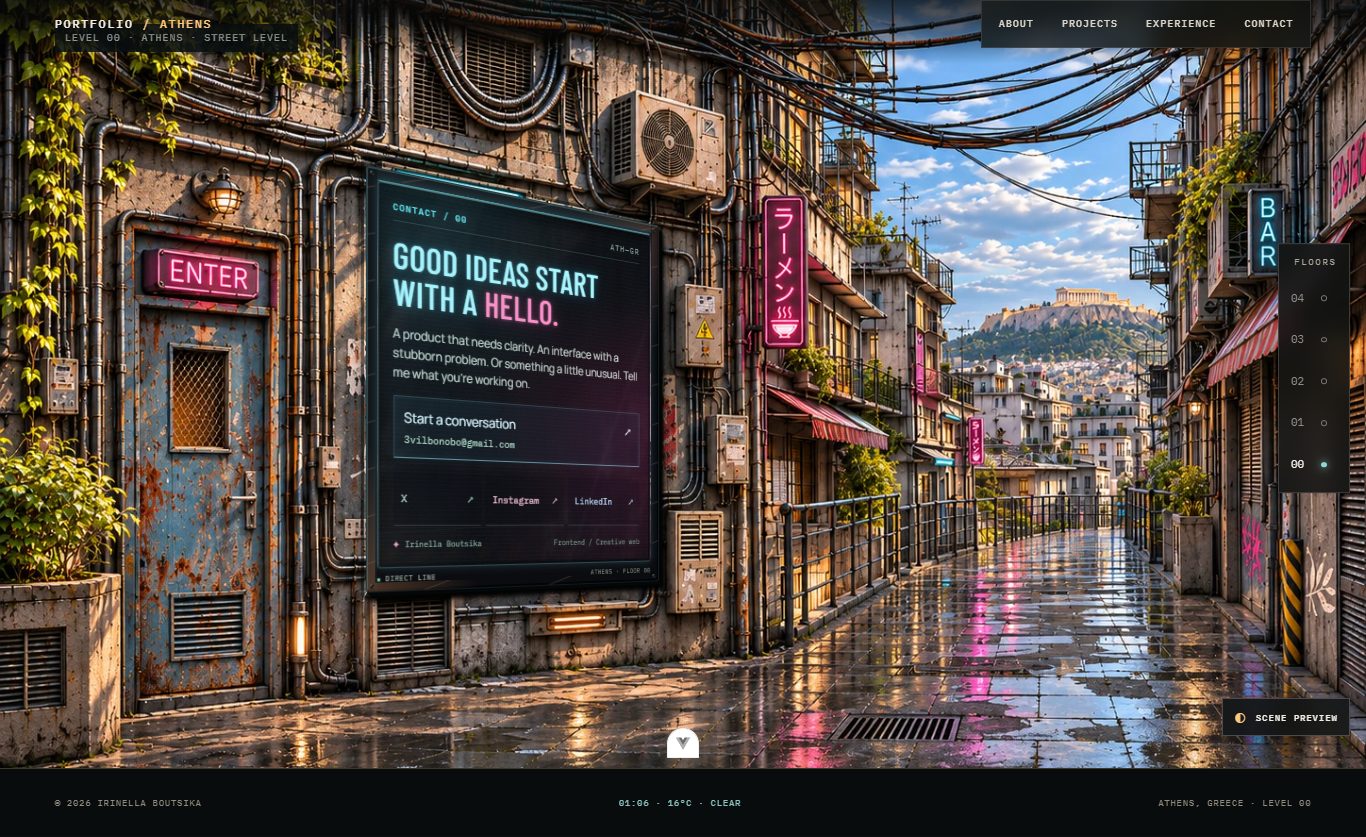 PORTFOLIO / ATHENS
LEVEL 00 · ATHENS · STREET LEVEL
ABOUT PROJECTS EXPERIENCE CONTACT
ENTER
CONTACT / 00
ATH—GR
GOOD IDEAS START
WITH A HELLO.
A product that needs clarity. An interface with a
stubborn problem. Or something a little unusual. Tell
me what you're working on.
Start a conversation
↗
3vilbonobo@gmail.com
X ↗ Instagram ↗ LinkedIn ↗
Irinella Boutsika
Frontend / Creative web
DIRECT LINE
ATHENS · FLOOR 00
ラーメン
ラーメン
BAR
FLOORS
04
03
02
01
00
SCENE PREVIEW
© 2026 IRINELLA BOUTSIKA
01:06 · 16°C · CLEAR
ATHENS, GREECE · LEVEL 00